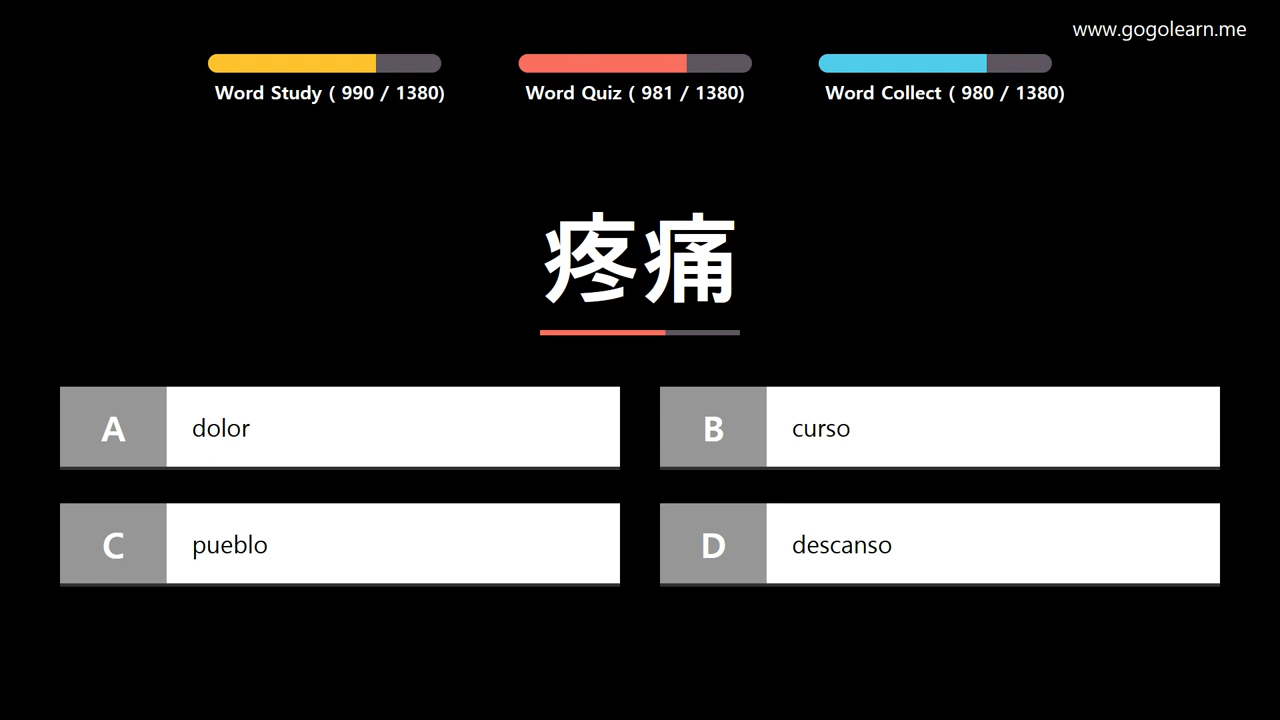 www.gogolearn.me
Word Study ( 990 / 1380)
Word Quiz ( 981 / 1380)
Word Collect ( 980 / 1380)
疼痛
A dolor
B curso
C pueblo
D descanso